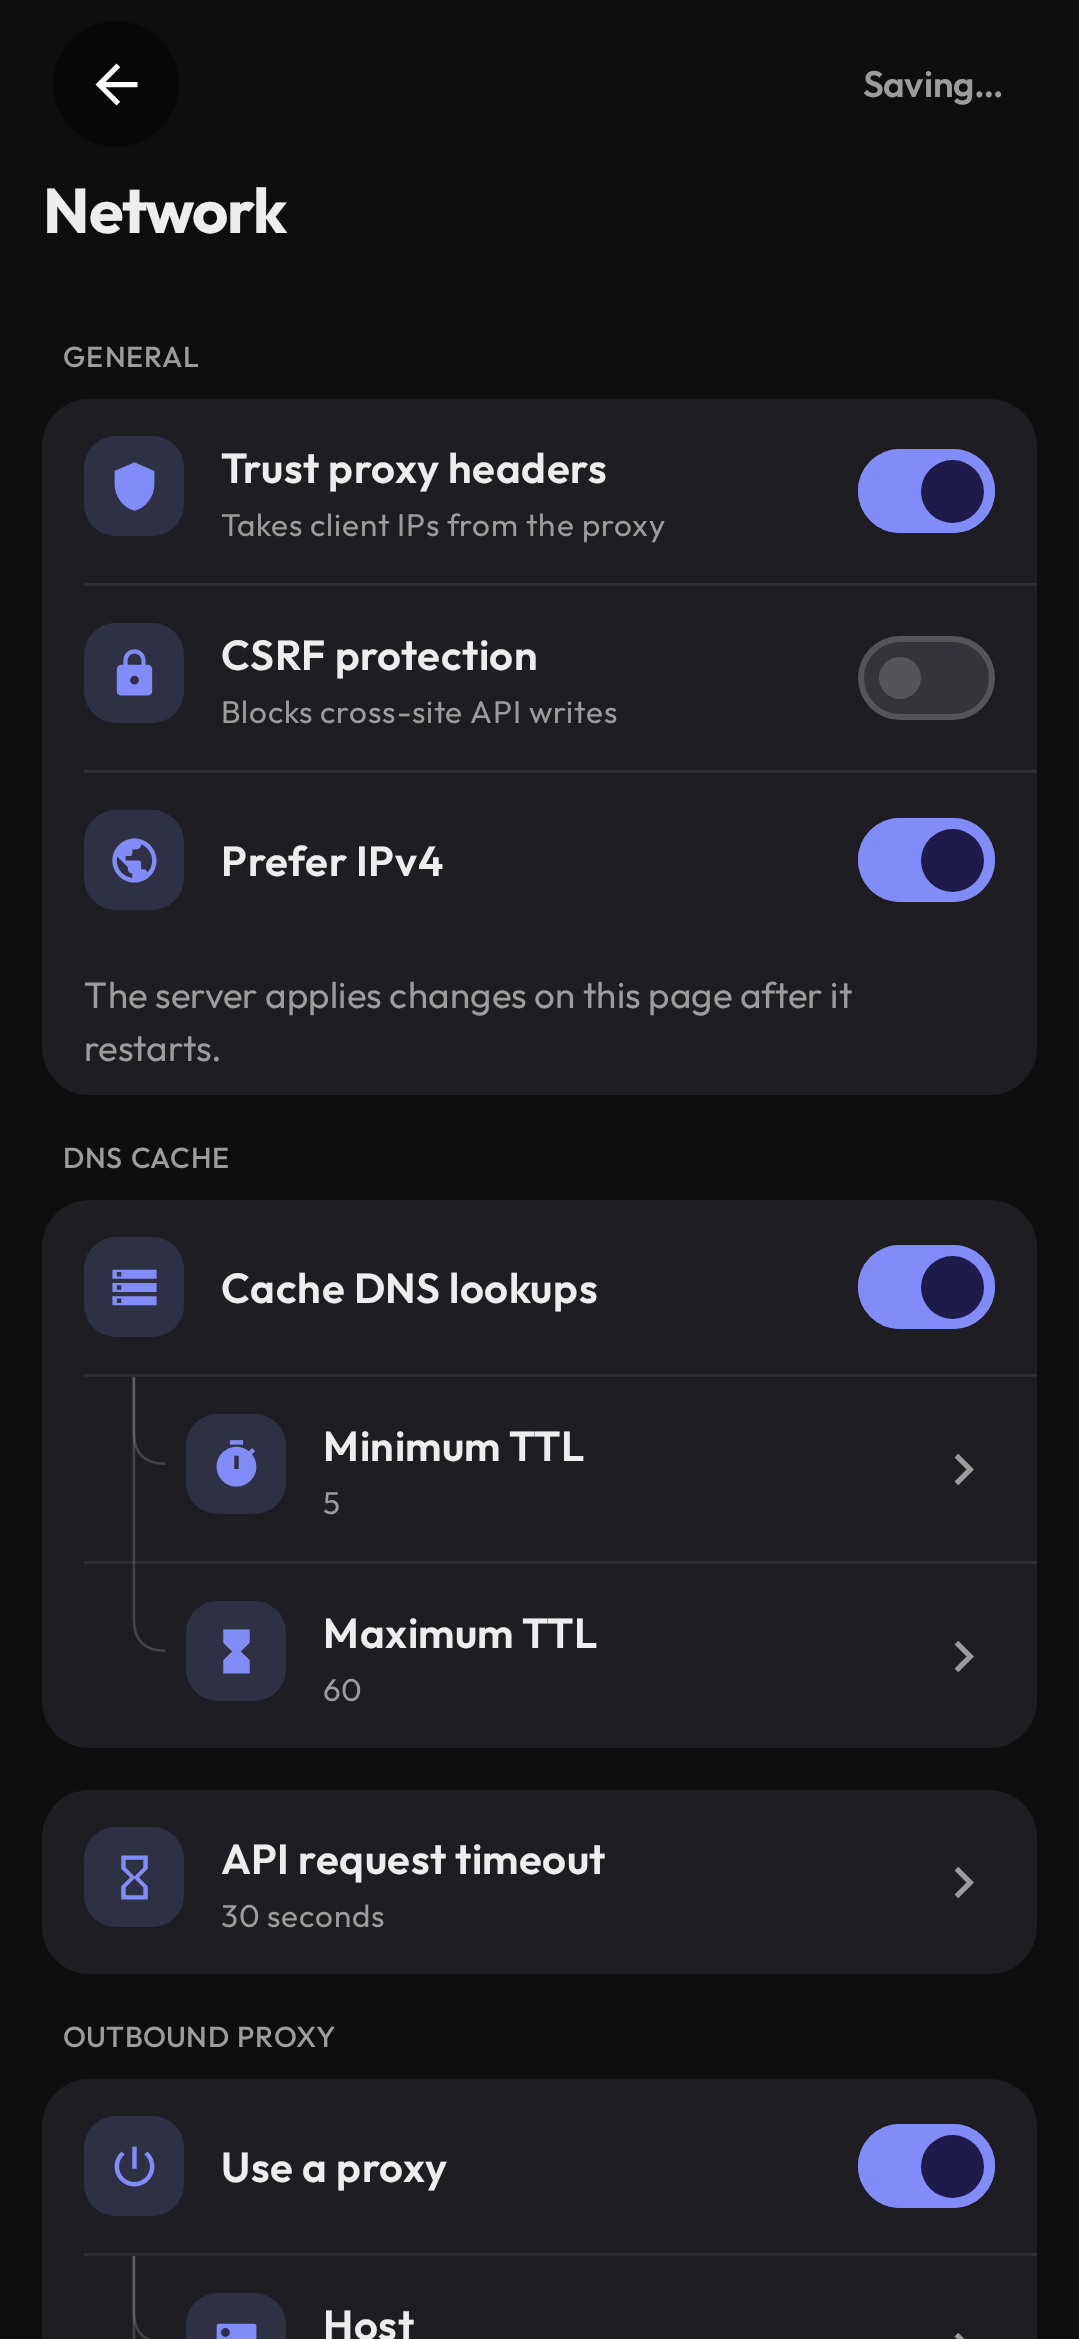 Saving...
Network
GENERAL
Trust proxy headers
Takes client IPs from the proxy
CSRF protection
Blocks cross-site API writes
Prefer IPv4
The server applies changes on this page after it
restarts.
DNS CACHE
Cache DNS lookups
Minimum TTL
5
Maximum TTL
60
API request timeout
30 seconds
OUTBOUND PROXY
Use a proxy
Host